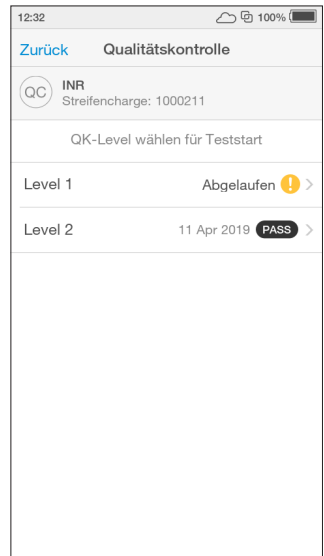 12:32 100%
Zurück Qualitätskontrolle
QC INR
Streifencharge: 1000211
QK-Level wählen für Teststart
Level 1 Abgelaufen !
Level 2 11 Apr 2019 PASS